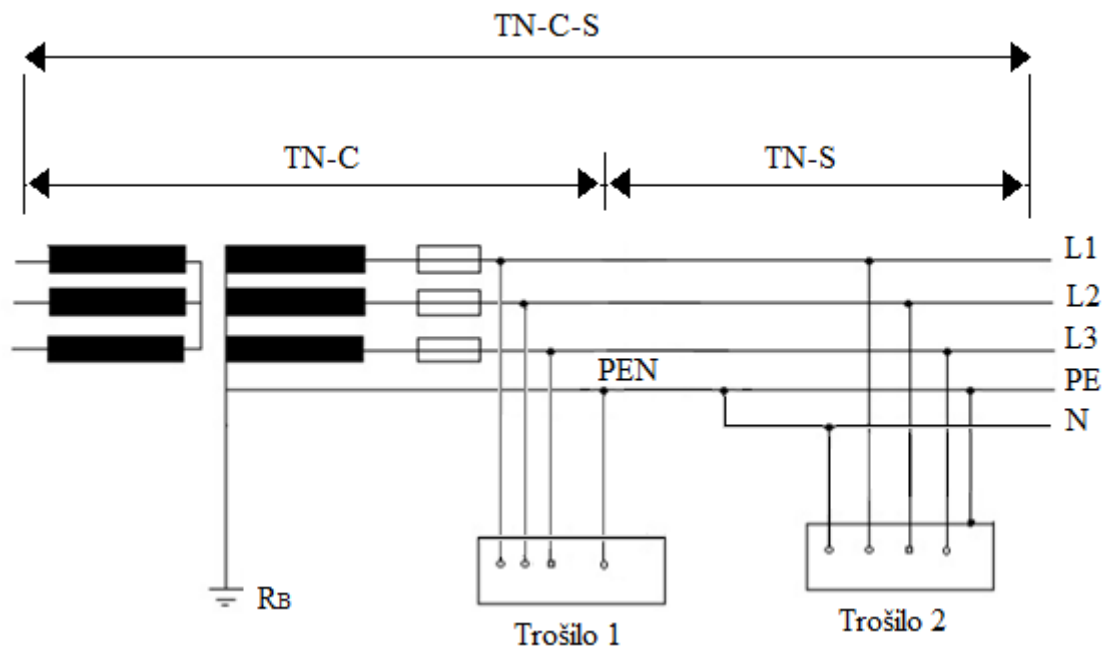 TN-C-S
TN-C
TN-S
L1
L2
L3
PEN
PE
N
RB
Trošilo 1
Trošilo 2